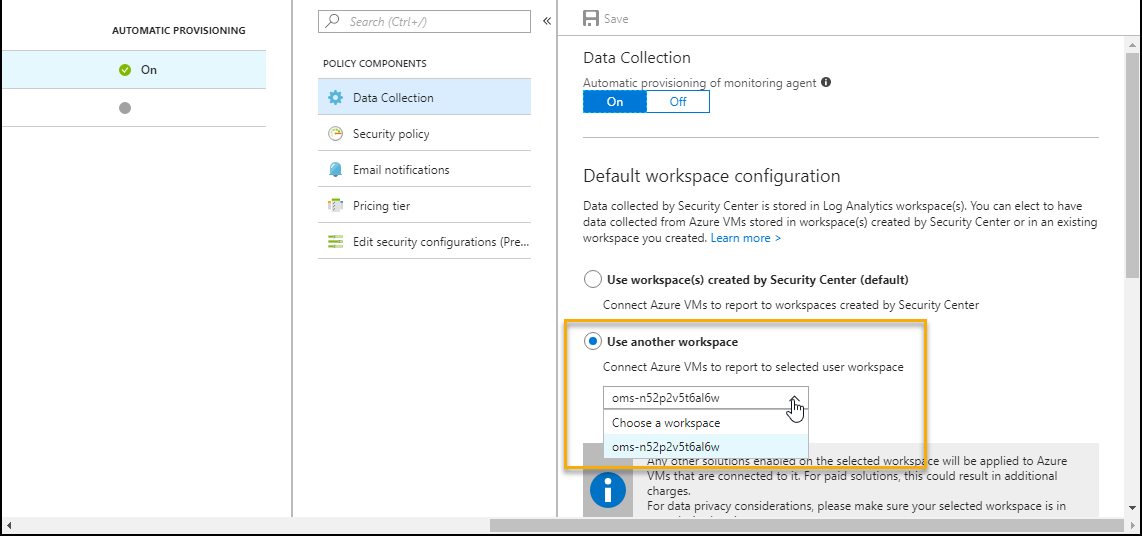 AUTOMATIC PROVISIONING
On
Search (Ctrl+/)
«
POLICY COMPONENTS
Data Collection
Security policy
Email notifications
Pricing tier
Edit security configurations (Pre...
Save
Data Collection
Automatic provisioning of monitoring agent
On Off
Default workspace configuration
Data collected by Security Center is stored in Log Analytics workspace(s). You can elect to have
data collected from Azure VMs stored in workspace(s) created by Security Center or in an existing
workspace you created. Learn more >
Use workspace(s) created by Security Center (default)
Connect Azure VMs to report to workspaces created by Security Center
Use another workspace
Connect Azure VMs to report to selected user workspace
oms-n52p2v5t6al6w
Choose a workspace
oms-n52p2v5t6al6w
Any other solutions enabled on the selected workspace will be applied to Azure
VMs that are connected to it. For paid solutions, this could result in additional
charges.
For data privacy considerations, please make sure your selected workspace is in